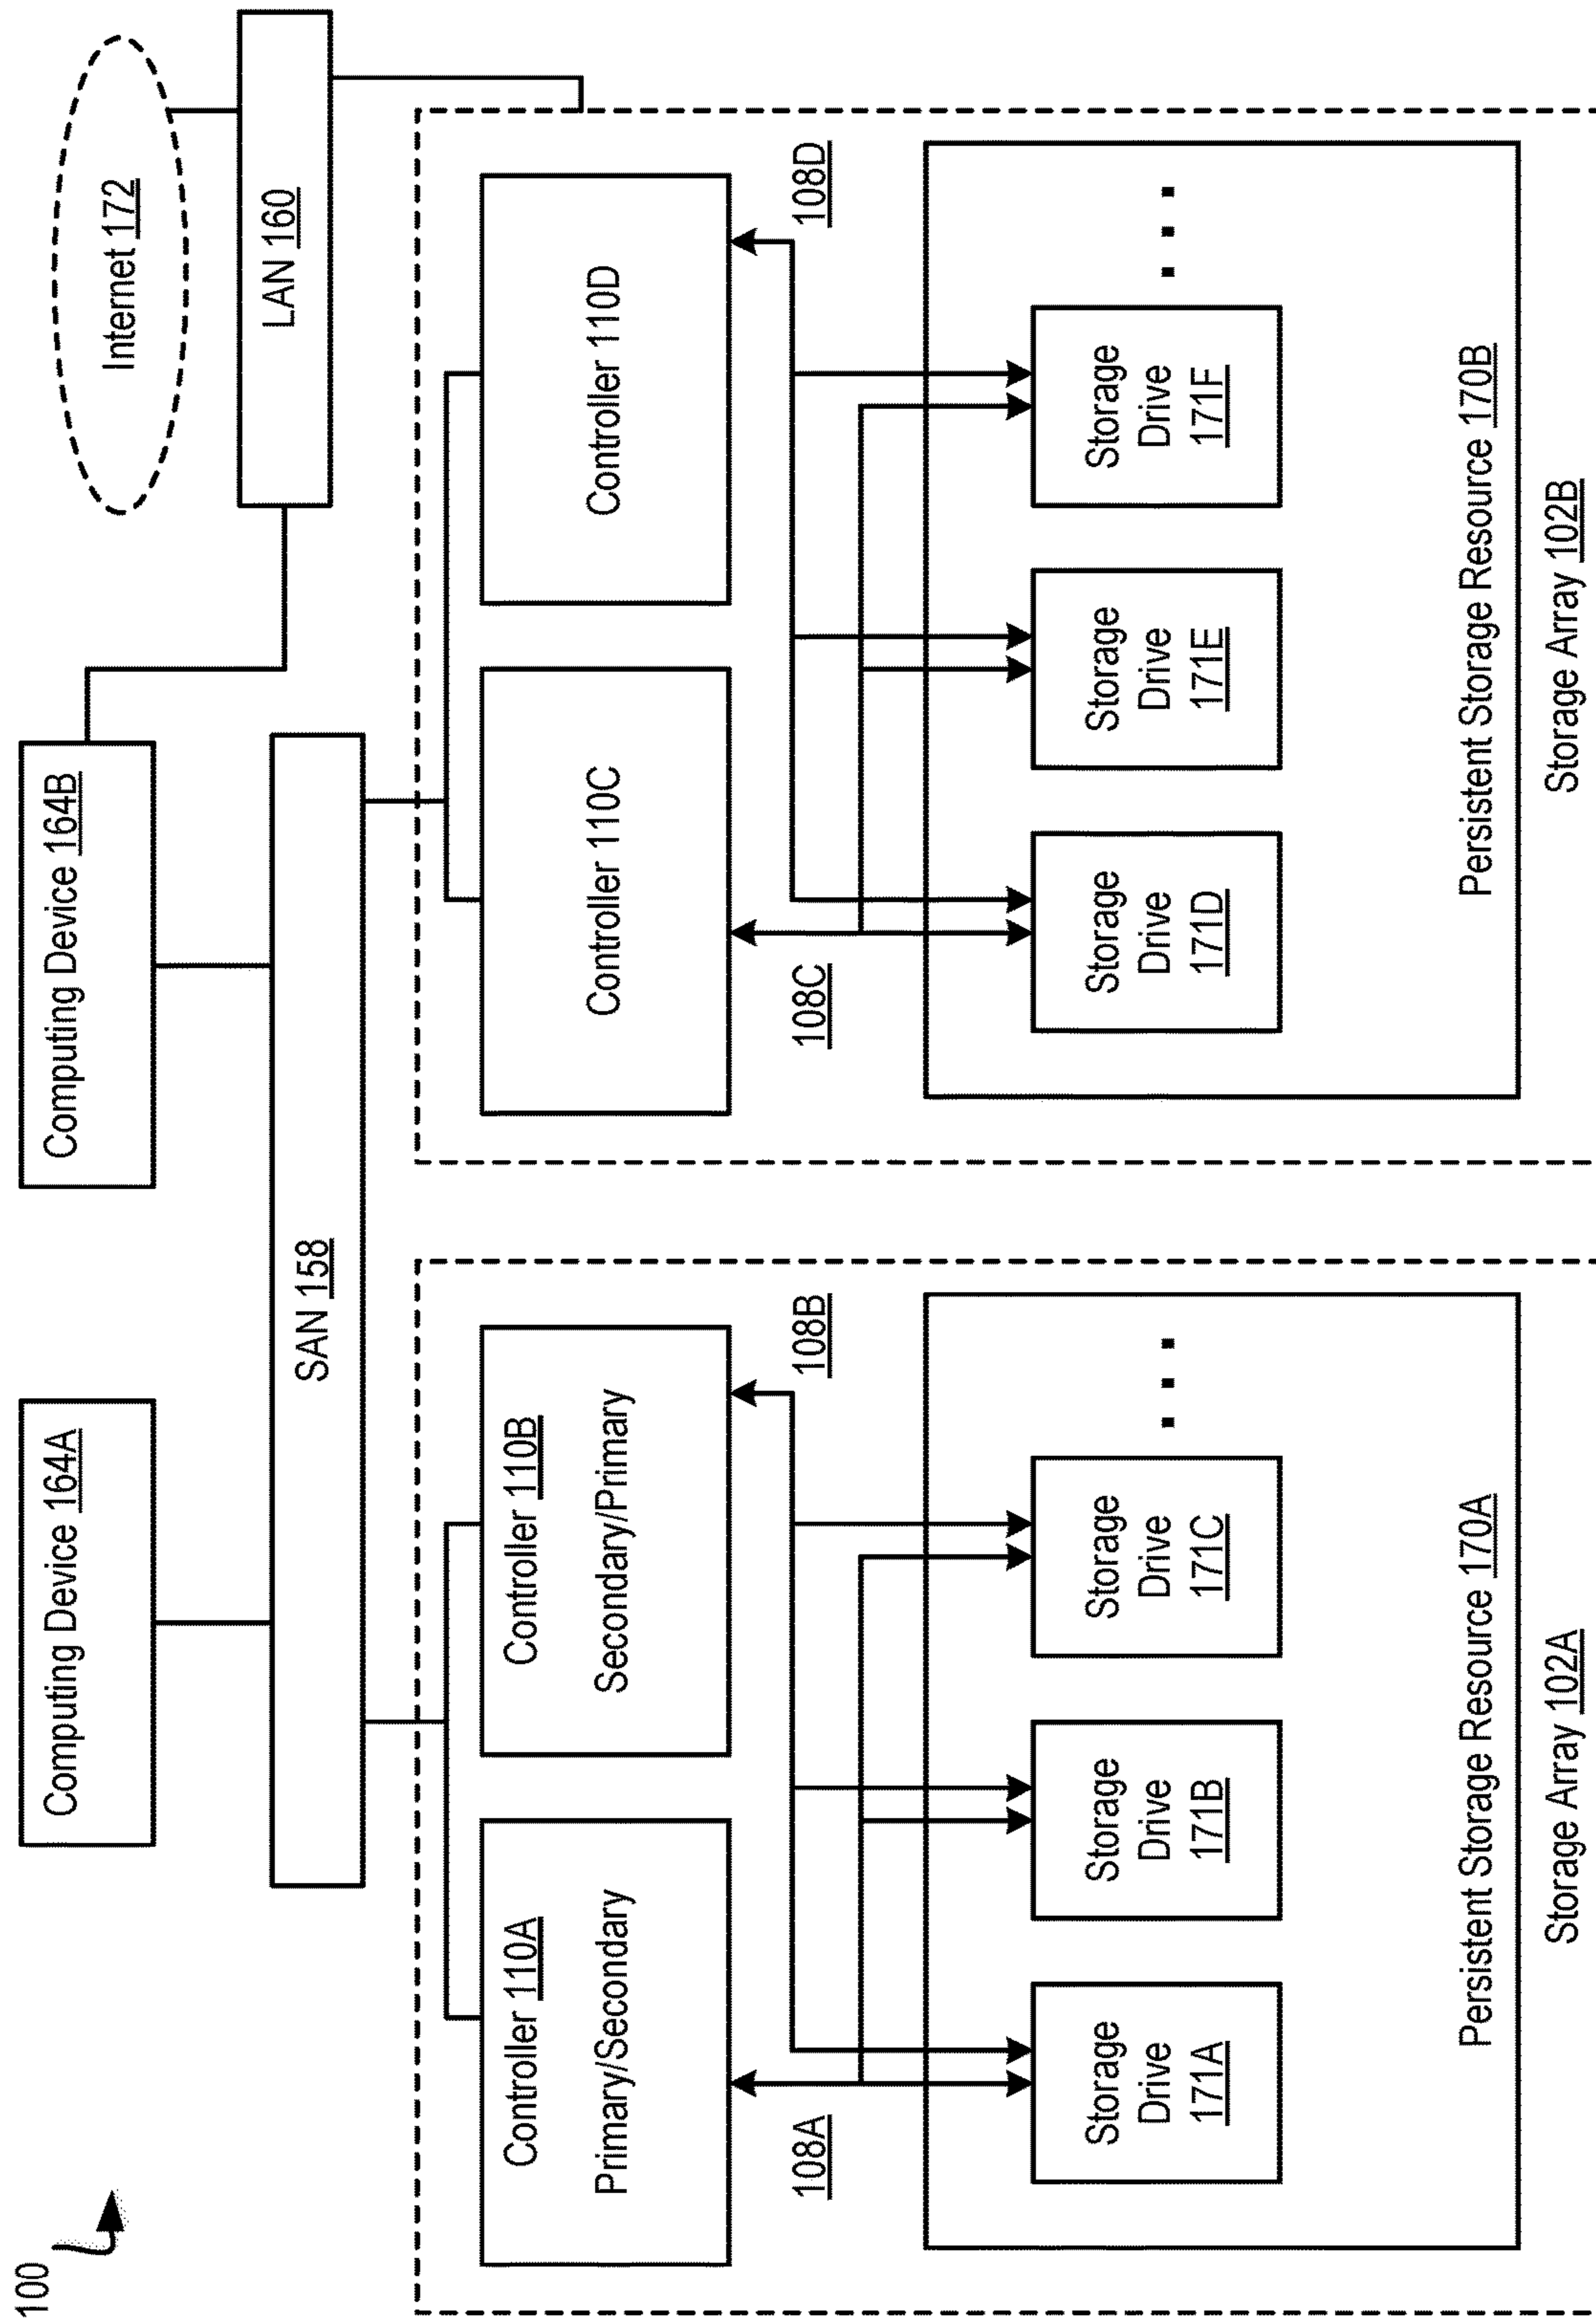 100
Computing Device 164A
Computing Device 164B
Internet 172
LAN 160
SAN 158
Controller 110A
Primary/Secondary
Controller 110B
Secondary/Primary
Controller 110C
Controller 110D
108A
108B
108C
108D
Storage
Drive
171A
Storage
Drive
171B
Storage
Drive
171C
Storage
Drive
171D
Storage
Drive
171E
Storage
Drive
171F
Persistent Storage Resource 170A
Persistent Storage Resource 170B
Storage Array 102A
Storage Array 102B